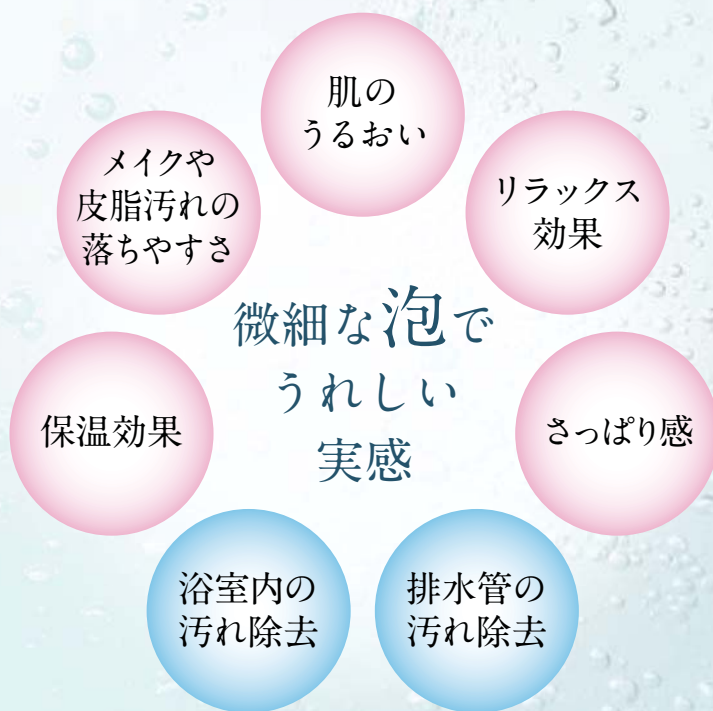 肌の
うるおい
メイクや
皮脂汚れの
落ちやすさ
リラックス
効果
微細な泡で
うれしい
実感
保温効果
さっぱり感
浴室内の
汚れ除去
排水管の
汚れ除去